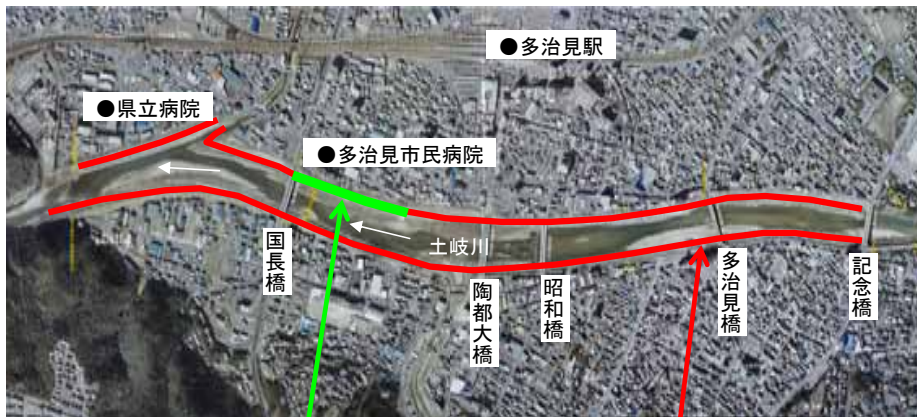 ●多治見駅
●県立病院
●多治見市民病院
土岐川
国長橋
陶都大橋
昭和橋
多治見橋
記念橋